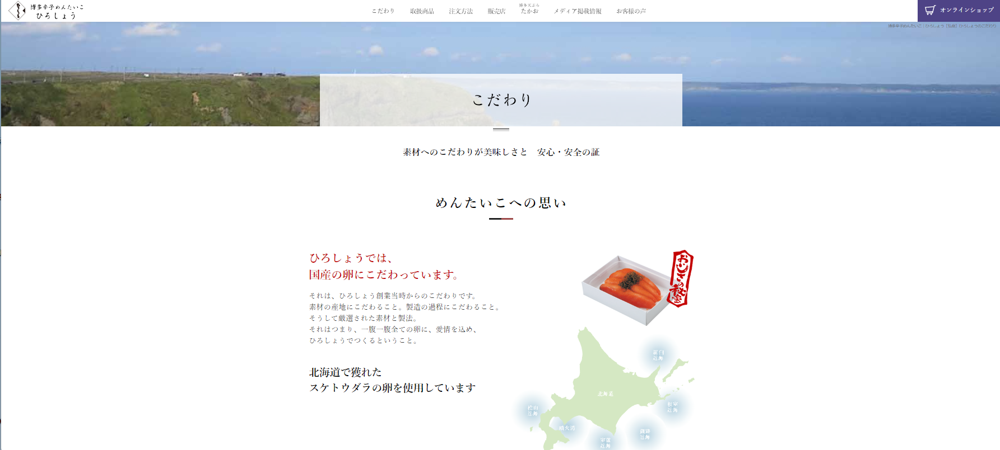 ひろしょう
博多辛子めんたいこ
ひろしょう
こだわり
取扱商品
注文方法
販売店
博多天ぷら
たかお
メディア掲載情報
お客様の声
オンラインショップ
博多辛子めんたいこ｜ひろしょう［弘商］ひろしょうのこだわり
こだわり
素材へのこだわりが美味しさと　安心・安全の証
めんたいこへの思い
ひろしょうでは、
国産の卵にこだわっています。
それは、ひろしょう創業当時からのこだわりです。
素材の産地にこだわること。製造の過程にこだわること。
そうして厳選された素材と製法。
それはつまり、一腹一腹全ての卵に、愛情を込め、
ひろしょうでつくるということ。
北海道で獲れた
スケトウダラの卵を使用しています
おいしさの秘密
羅臼
近海
北海道
根室
近海
桧山
近海
噴火湾
釧路
近海
室蘭
近海